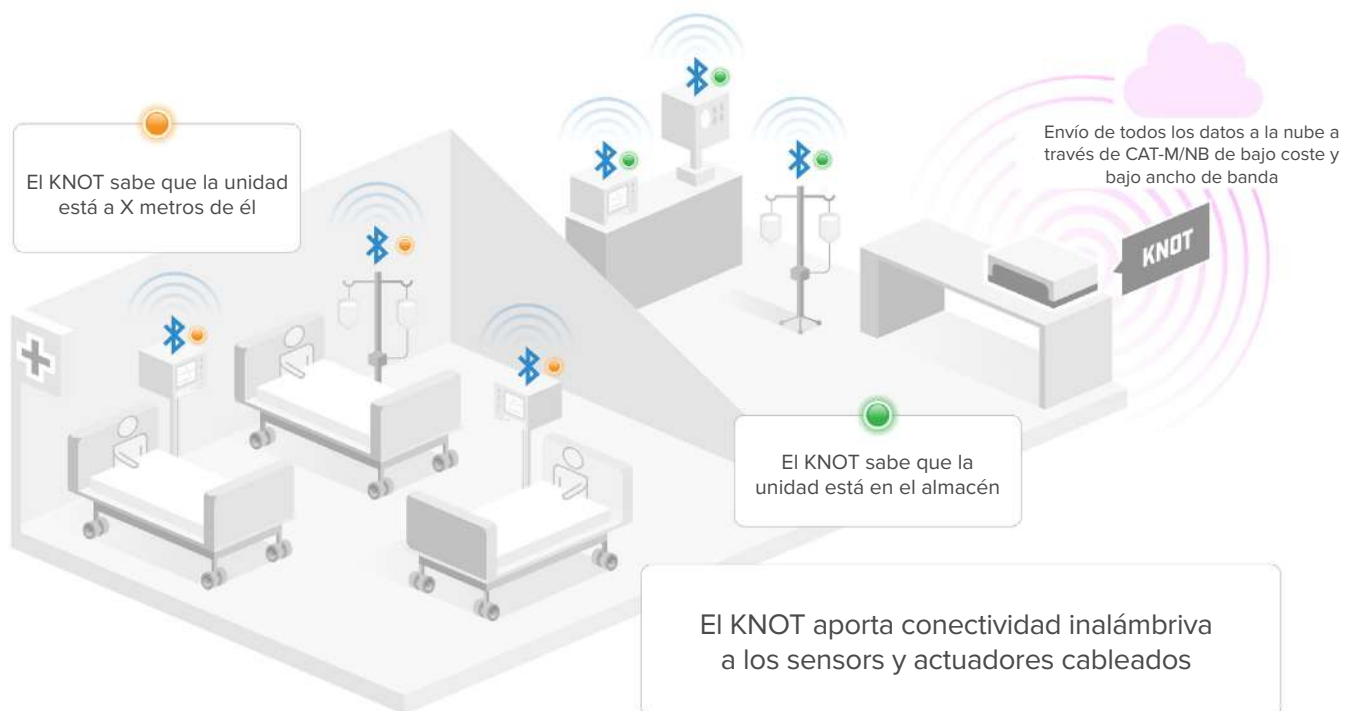 El KNOT sabe que la unidad
está a X metros de él
Envío de todos los datos a la nube a
través de CAT-M/NB de bajo coste y
bajo ancho de banda
KNOT
El KNOT sabe que la
unidad está en el almacén
El KNOT aporta conectividad inalámbriva
a los sensors y actuadores cableados